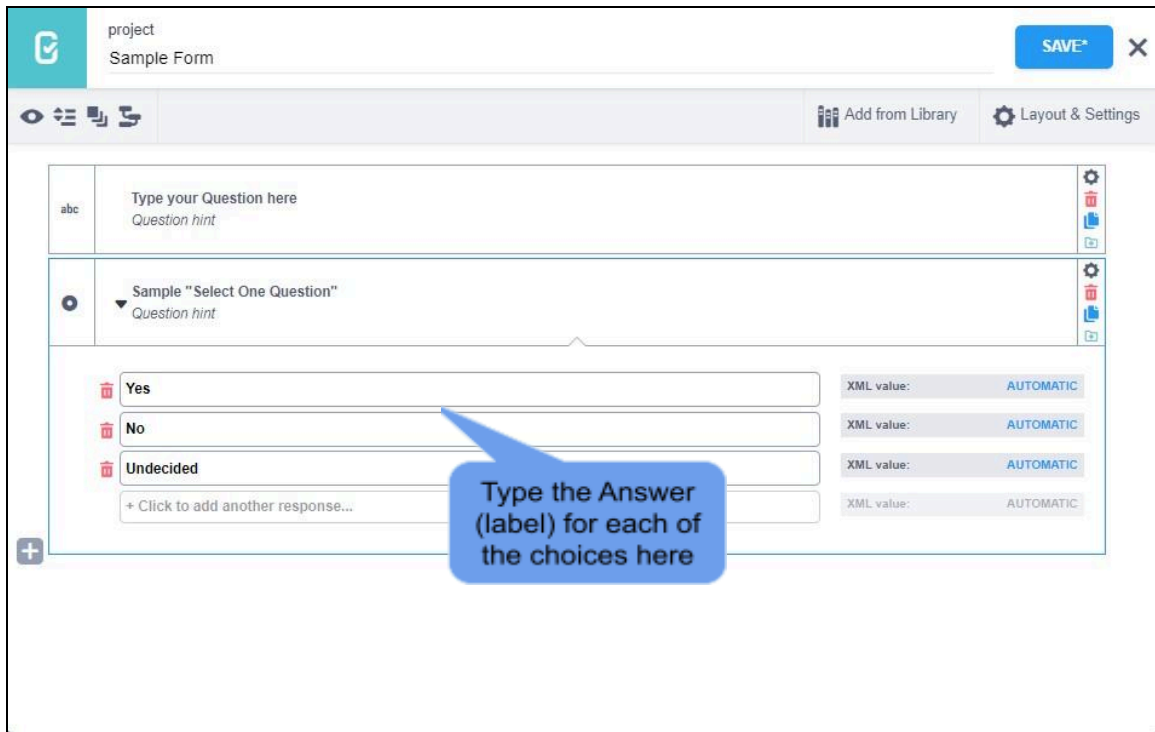 project
Sample Form
SAVE*
Add from Library
Layout & Settings
abc
Type your Question here
Question hint
Sample "Select One Question"
Question hint
Yes
XML value: AUTOMATIC
No
XML value: AUTOMATIC
Undecided
XML value: AUTOMATIC
+ Click to add another response...
XML value: AUTOMATIC
Type the Answer
(label) for each of
the choices here